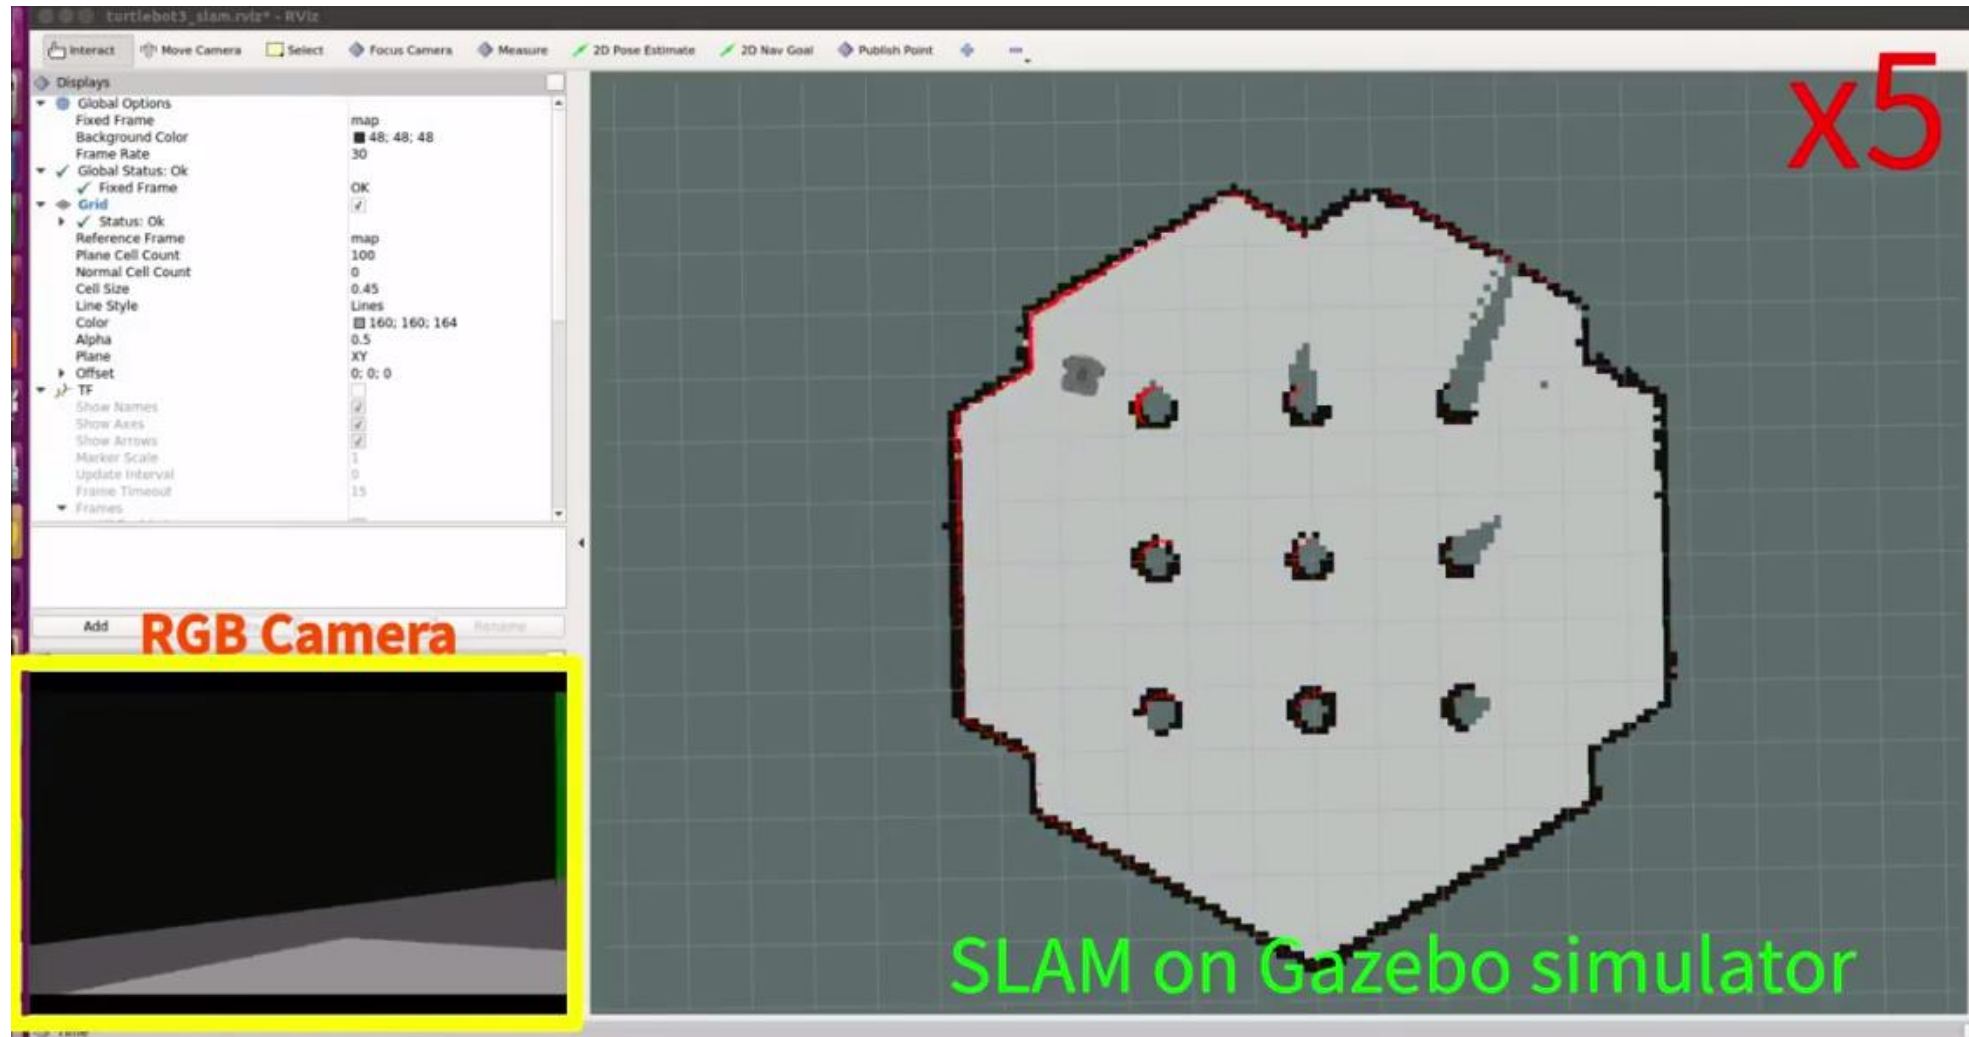 turtlebot3_slam.rviz* - RViz
Interact Move Camera Select Focus Camera Measure 2D Pose Estimate 2D Nav Goal Publish Point
x5
Displays
Global Options
Fixed Frame map
Background Color 48; 48; 48
Frame Rate 30
Global Status: Ok
Fixed Frame OK
Grid
Status: Ok
Reference Frame map
Plane Cell Count 100
Normal Cell Count 0
Cell Size 0.45
Line Style Lines
Color 160; 160; 164
Alpha 0.5
Plane XY
Offset 0; 0; 0
TF
Show Names
Show Axes
Show Arrows
Marker Scale 1
Update Interval 0
Frame Timeout 15
Frames
Add Rename
RGB Camera
SLAM on Gazebo simulator
Time